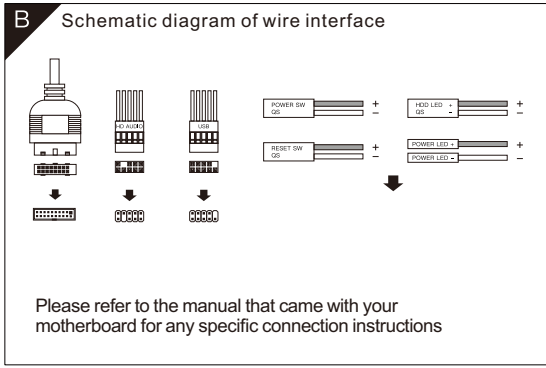 B
Schematic diagram of wire interface
HD AUDIO
USB
POWER SW
QS
+
-
HDD LED +
QS -
+
-
RESET SW
QS
+
-
POWER LED +
POWER LED -
+
-
Please refer to the manual that came with your
motherboard for any specific connection instructions